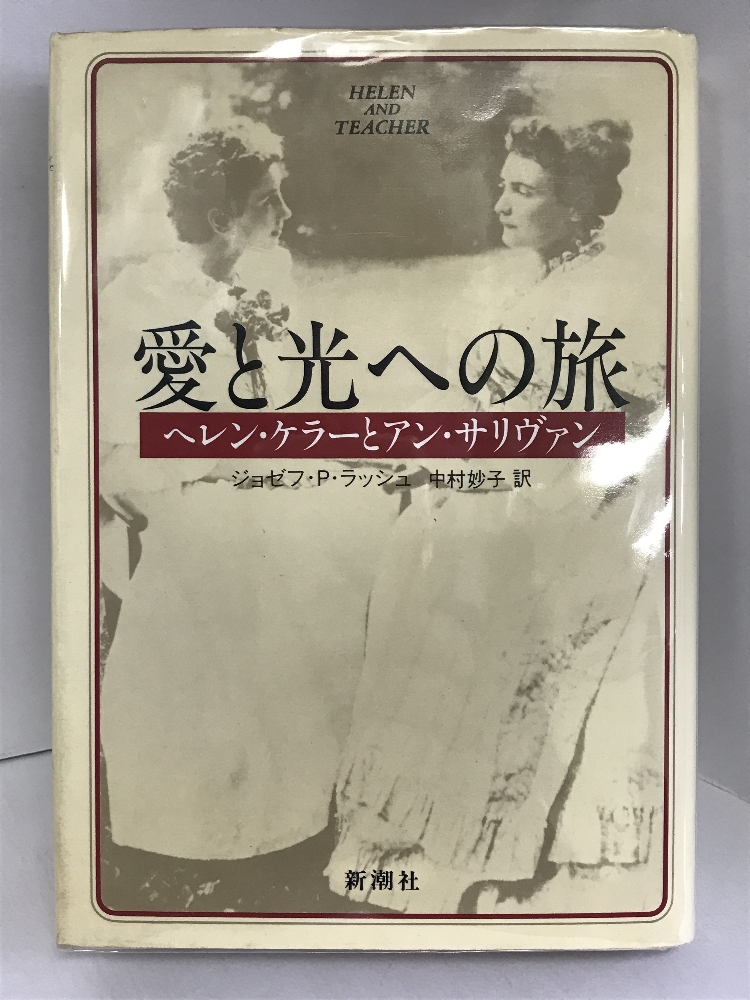 HELEN
AND
TEACHER
愛と光への旅
ヘレン・ケラーとアン・サリヴァン
ジョゼフ・P・ラッシュ 中村妙子 訳
新潮社